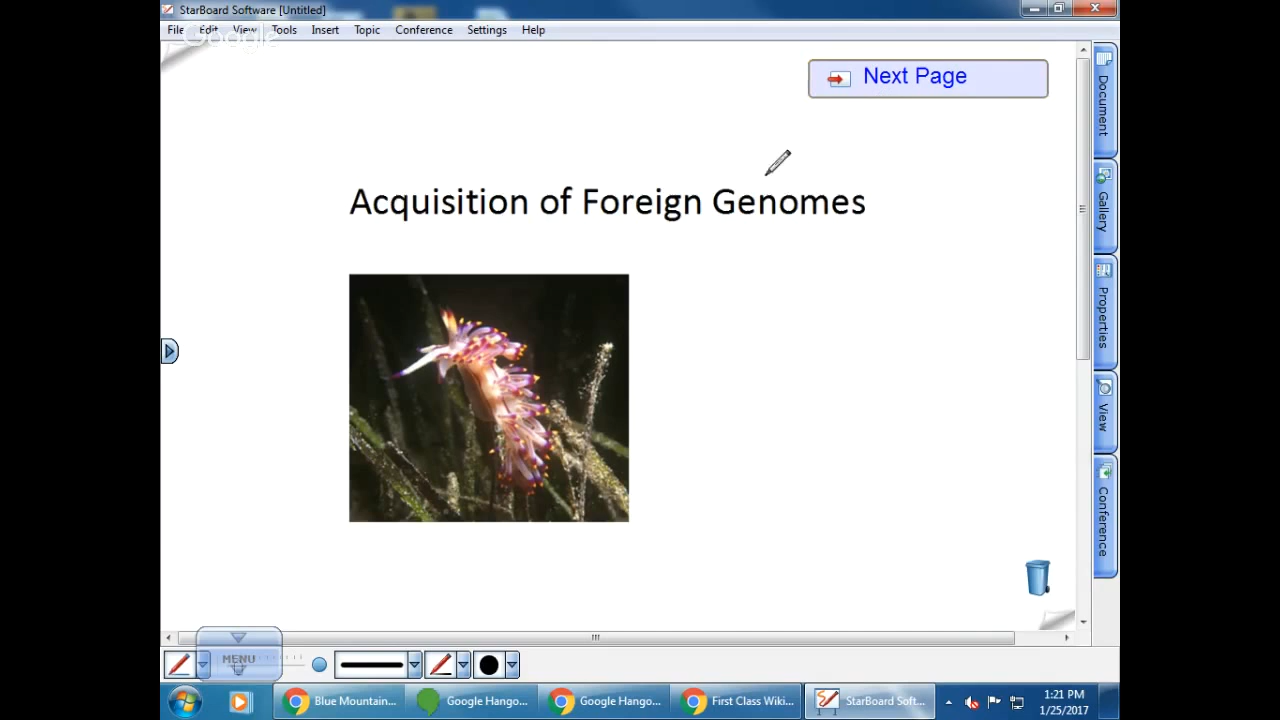 StarBoard Software [Untitled]
File Edit View Tools Insert Topic Conference Settings Help
Google
Next Page
Acquisition of Foreign Genomes
Document
Gallery
Properties
View
Conference
MENU
Blue Mountain...
Google Hango...
Google Hango...
First Class Wiki...
StarBoard Soft...
1:21 PM
1/25/2017